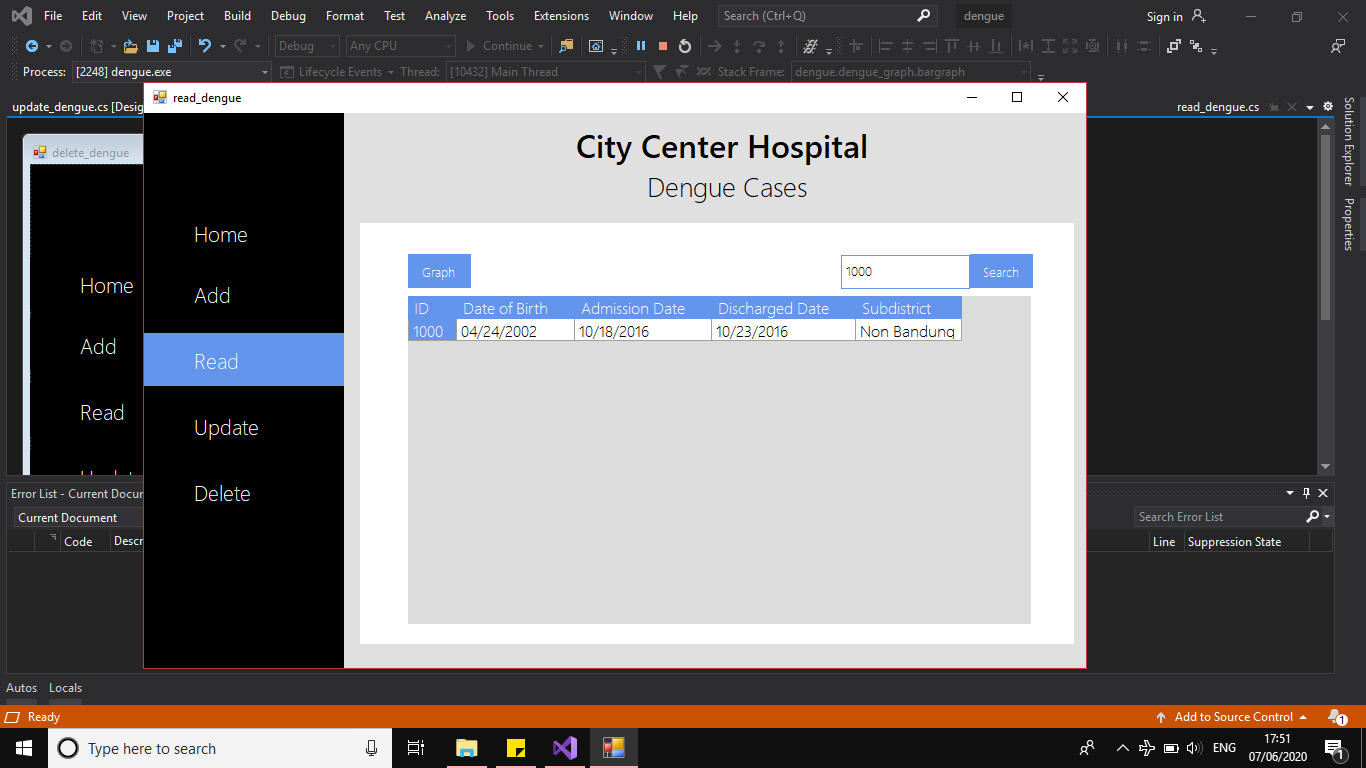 File Edit View Project Build Debug Format Test Analyze Tools Extensions Window Help Search (Ctrl+Q) dengue Sign in
Debug Any CPU Continue
Process: [2248] dengue.exe Lifecycle Events Thread: [10432] Main Thread Stack Frame: dengue.dengue_graph.bargraph
update_dengue.cs [Desig
read_dengue
read_dengue.cs
Solution Explorer
Properties
delete_dengue
Home
Add
Read
City Center Hospital
Dengue Cases
Home
Add
Read
Update
Delete
Graph 1000 Search
ID Date of Birth Admission Date Discharged Date Subdistrict
1000 04/24/2002 10/18/2016 10/23/2016 Non Bandung
Error List - Current Docur
Current Document Search Error List
Code Descr Line Suppression State
Autos Locals
Ready Add to Source Control 1
Type here to search ENG 17:51
07/06/2020 1